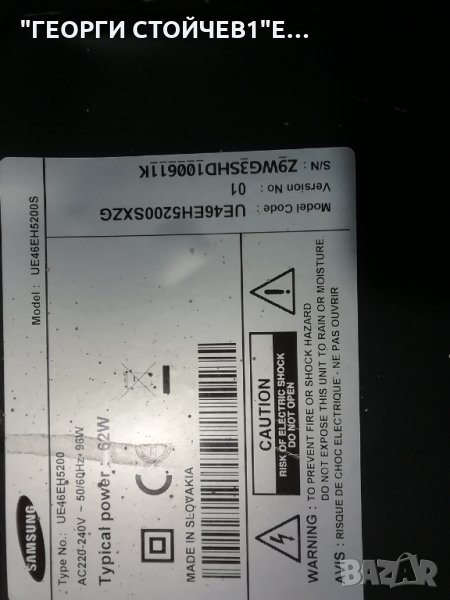 "ГЕОРГИ СТОЙЧЕВ1"Е...
SAMSUNG
Model : UE46EH5200S
Type No.: UE46EH5200
AC220-240V ~ 50/60Hz 96W
Typical power : 62W
MADE IN SLOVAKIA
Model Code : UE46EH5200SXZG
Version No : 01
S/N : Z9WG3SHD100611K
CAUTION
RISK OF ELECTRIC SHOCK
DO NOT OPEN
WARNING : TO PREVENT FIRE OR SHOCK HAZARD
DO NOT EXPOSE THIS UNIT TO RAIN OR MOISTURE
AVIS : RISQUE DE CHOC ELECTRIQUE - NE PAS OUVRIR
BAZAR